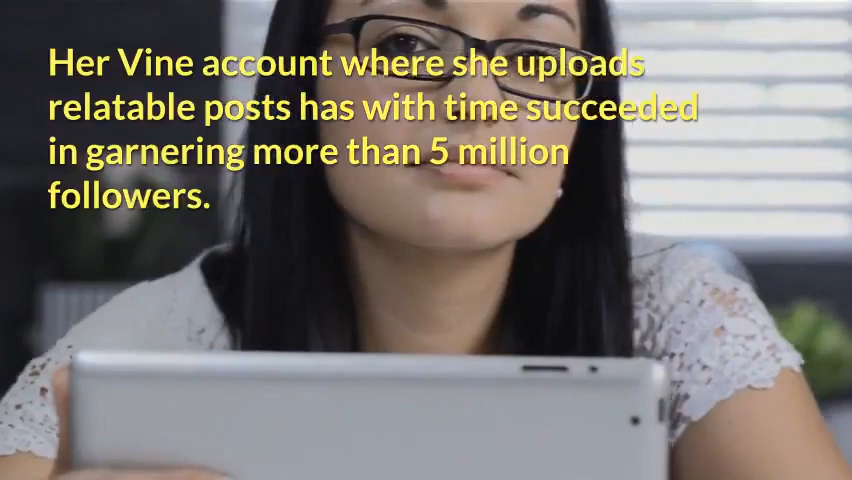 Her Vine account where she uploads
relatable posts has with time succeeded
in garnering more than 5 million
followers.